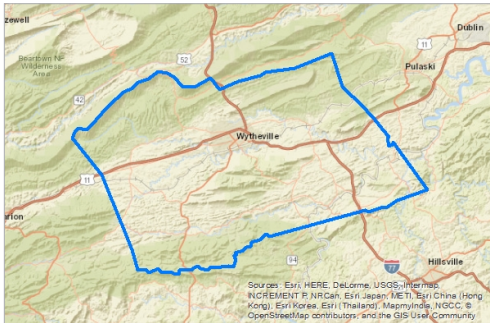 zewell
Dublin
11
52
Pulaski
Beartown NF
Wilderness
Area
42
Wytheville
11
arion
94
77
Hillsville
Sources: Esri, HERE, DeLorme, USGS, Intermap,
INCREMENT P, NRCan, Esri Japan, METI, Esri China (Hong
Kong), Esri Korea, Esri (Thailand), MapmyIndia, NGCC, ©
OpenStreetMap contributors, and the GIS User Community